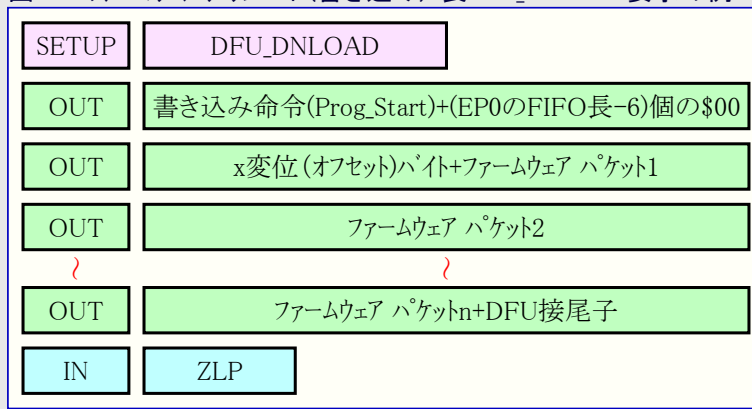 SETUP DFU_DNLOAD
OUT 書き込み命令(Prog_Start)+(EP0のFIFO長-6)個の$00
OUT x変位(オフセット)バイト+ファームウェア パケット1
OUT ファームウェア パケット2
～ ～
OUT ファームウェア パケットn+DFU接尾子
IN ZLP